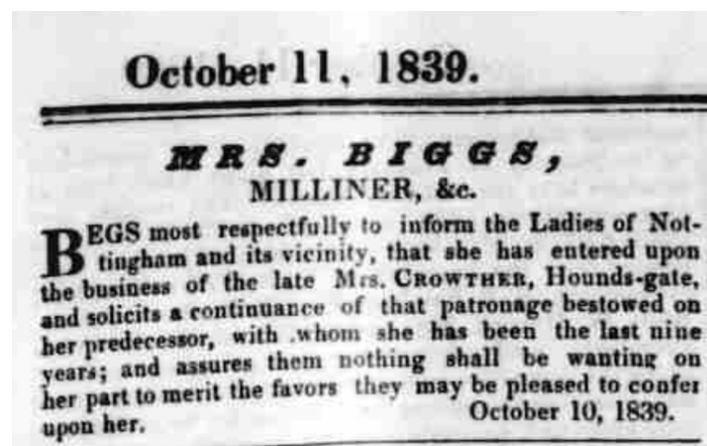 October 11, 1839.
MRS. BIGGS,
MILLINER, &c.
BEGS most respectfully to inform the Ladies of Not-
tingham and its vicinity, that she has entered upon
the business of the late Mrs. CROWTHER, Hounds-gate,
and solicits a continuance of that patronage bestowed on
her predecessor, with whom she has been the last nine
years; and assures them nothing shall be wanting on
her part to merit the favors they may be pleased to confer
upon her. October 10, 1839.